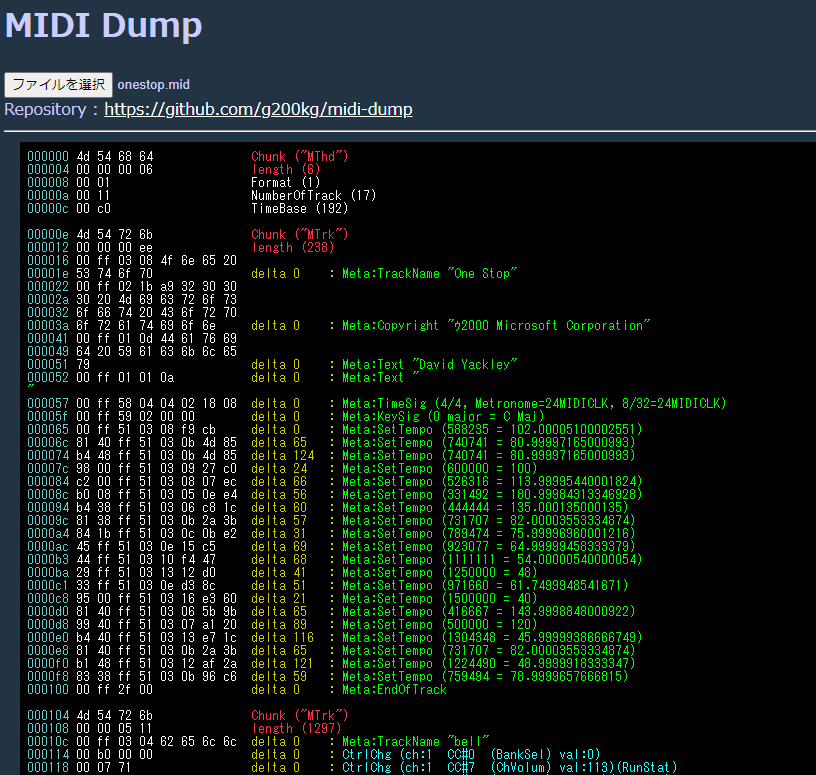 MIDI Dump
ファイルを選択 onestop.mid
Repository : https://github.com/g200kg/midi-dump
000000 4d 54 68 64 Chunk ("MThd")
000004 00 00 00 06 length (6)
000008 00 01 Format (1)
00000a 00 11 NumberOfTrack (17)
00000c 00 c0 TimeBase (192)
00000e 4d 54 72 6b Chunk ("MTrk")
000012 00 00 00 ee length (238)
000016 00 ff 03 08 4f 6e 65 20
00001e 53 74 6f 70 delta 0 : Meta:TrackName "One Stop"
000022 00 ff 02 1b a9 32 30 30
00002a 30 20 4d 69 63 72 6f 73
000032 6f 66 74 20 43 6f 72 70
00003a 6f 72 61 74 69 6f 6e delta 0 : Meta:Copyright "ｩ2000 Microsoft Corporation"
000041 00 ff 01 0d 44 61 76 69
000049 64 20 59 61 63 6b 6c 65
000051 79 delta 0 : Meta:Text "David Yackley"
000052 00 ff 01 01 0a delta 0 : Meta:Text "
"
000057 00 ff 58 04 04 02 18 08 delta 0 : Meta:TimeSig (4/4, Metronome=24MIDICLK, 8/32=24MIDICLK)
00005f 00 ff 59 02 00 00 delta 0 : Meta:KeySig (0 major = C Maj)
000065 00 ff 51 03 08 f9 cb delta 0 : Meta:SetTempo (588235 = 102.00005100002551)
00006c 81 40 ff 51 03 0b 4d 85 delta 65 : Meta:SetTempo (740741 = 80.99997165000993)
000074 b4 48 ff 51 03 0b 4d 85 delta 124 : Meta:SetTempo (740741 = 80.99997165000993)
00007c 98 00 ff 51 03 09 27 c0 delta 24 : Meta:SetTempo (600000 = 100)
000084 c2 00 ff 51 03 08 07 ec delta 66 : Meta:SetTempo (526316 = 113.99995440001824)
00008c b0 08 ff 51 03 05 0e e4 delta 56 : Meta:SetTempo (331492 = 180.99984313346928)
000094 b4 38 ff 51 03 06 c8 1c delta 60 : Meta:SetTempo (444444 = 135.000135000135)
00009c 81 38 ff 51 03 0b 2a 3b delta 57 : Meta:SetTempo (731707 = 82.00003553334874)
0000a4 84 1b ff 51 03 0c 0b e2 delta 31 : Meta:SetTempo (789474 = 75.99996960001216)
0000ac 45 ff 51 03 0e 15 c5 delta 69 : Meta:SetTempo (923077 = 64.99999458333379)
0000b3 44 ff 51 03 10 f4 47 delta 68 : Meta:SetTempo (1111111 = 54.00000540000054)
0000ba 29 ff 51 03 13 12 d0 delta 41 : Meta:SetTempo (1250000 = 48)
0000c1 33 ff 51 03 0e d3 8c delta 51 : Meta:SetTempo (971660 = 61.7499948541671)
0000c8 95 00 ff 51 03 16 e3 60 delta 21 : Meta:SetTempo (1500000 = 40)
0000d0 81 40 ff 51 03 06 5b 9b delta 65 : Meta:SetTempo (416667 = 143.9998848000922)
0000d8 99 40 ff 51 03 07 a1 20 delta 89 : Meta:SetTempo (500000 = 120)
0000e0 b4 40 ff 51 03 13 e7 1c delta 116 : Meta:SetTempo (1304348 = 45.99999386666749)
0000e8 81 40 ff 51 03 0b 2a 3b delta 65 : Meta:SetTempo (731707 = 82.00003553334874)
0000f0 b1 48 ff 51 03 12 af 2a delta 121 : Meta:SetTempo (1224490 = 48.9999918333347)
0000f8 83 38 ff 51 03 0b 96 c6 delta 59 : Meta:SetTempo (759494 = 78.9999657666815)
000100 00 ff 2f 00 delta 0 : Meta:EndOfTrack
000104 4d 54 72 6b Chunk ("MTrk")
000108 00 00 05 11 length (1297)
00010c 00 ff 03 04 62 65 6c 6c delta 0 : Meta:TrackName "bell"
000114 00 b0 00 00 delta 0 : CtrlChg (ch:1 CC#0 (BankSel) val:0)
000118 00 07 71 delta 0 : CtrlChg (ch:1 CC#7 (ChVolum) val:113)(RunStat)